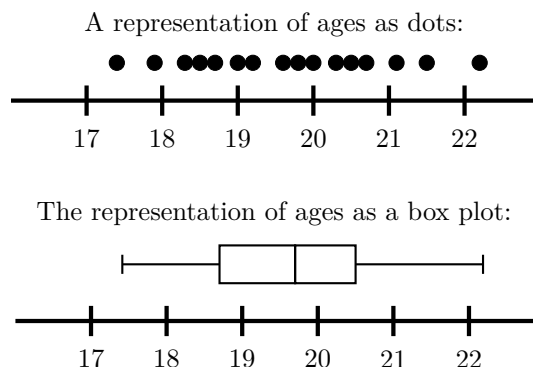 A representation of ages as dots:
17 18 19 20 21 22
The representation of ages as a box plot:
17 18 19 20 21 22